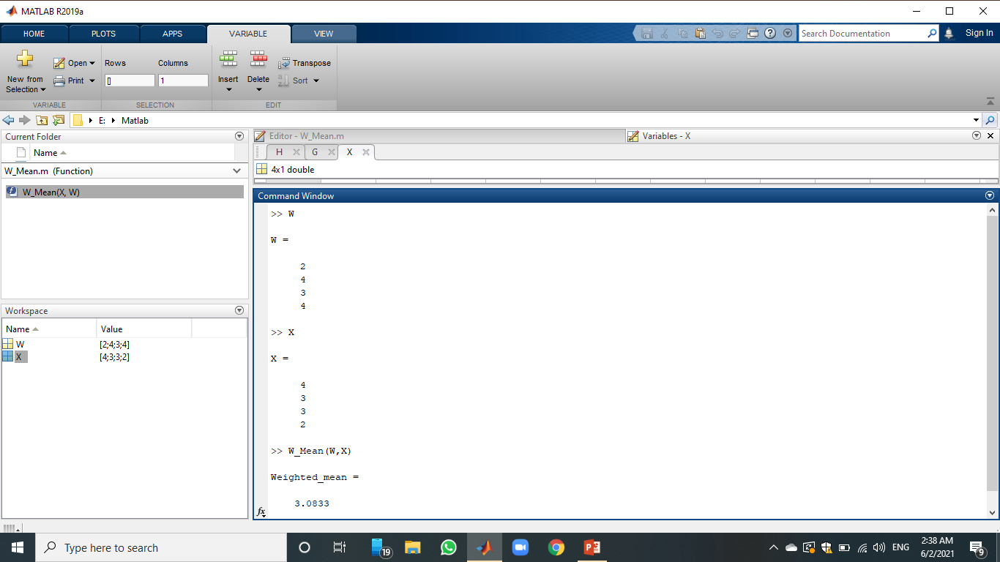 MATLAB R2019a
HOME PLOTS APPS VARIABLE VIEW
Search Documentation
Sign In
New from Selection
Open
Print
Rows Columns
[] 1
Insert
Delete
Transpose
Sort
VARIABLE SELECTION EDIT
E: Matlab
Current Folder
Name
W_Mean.m (Function)
W_Mean(X, W)
Workspace
Name Value
W [2;4;3;4]
X [4;3;3;2]
Editor - W_Mean.m
Variables - X
H G X
4x1 double
Command Window
>> W
W =
2
4
3
4
>> X
X =
4
3
3
2
>> W_Mean(W,X)
Weighted_mean =
3.0833
fx
Type here to search
19
ENG
2:38 AM
6/2/2021
9